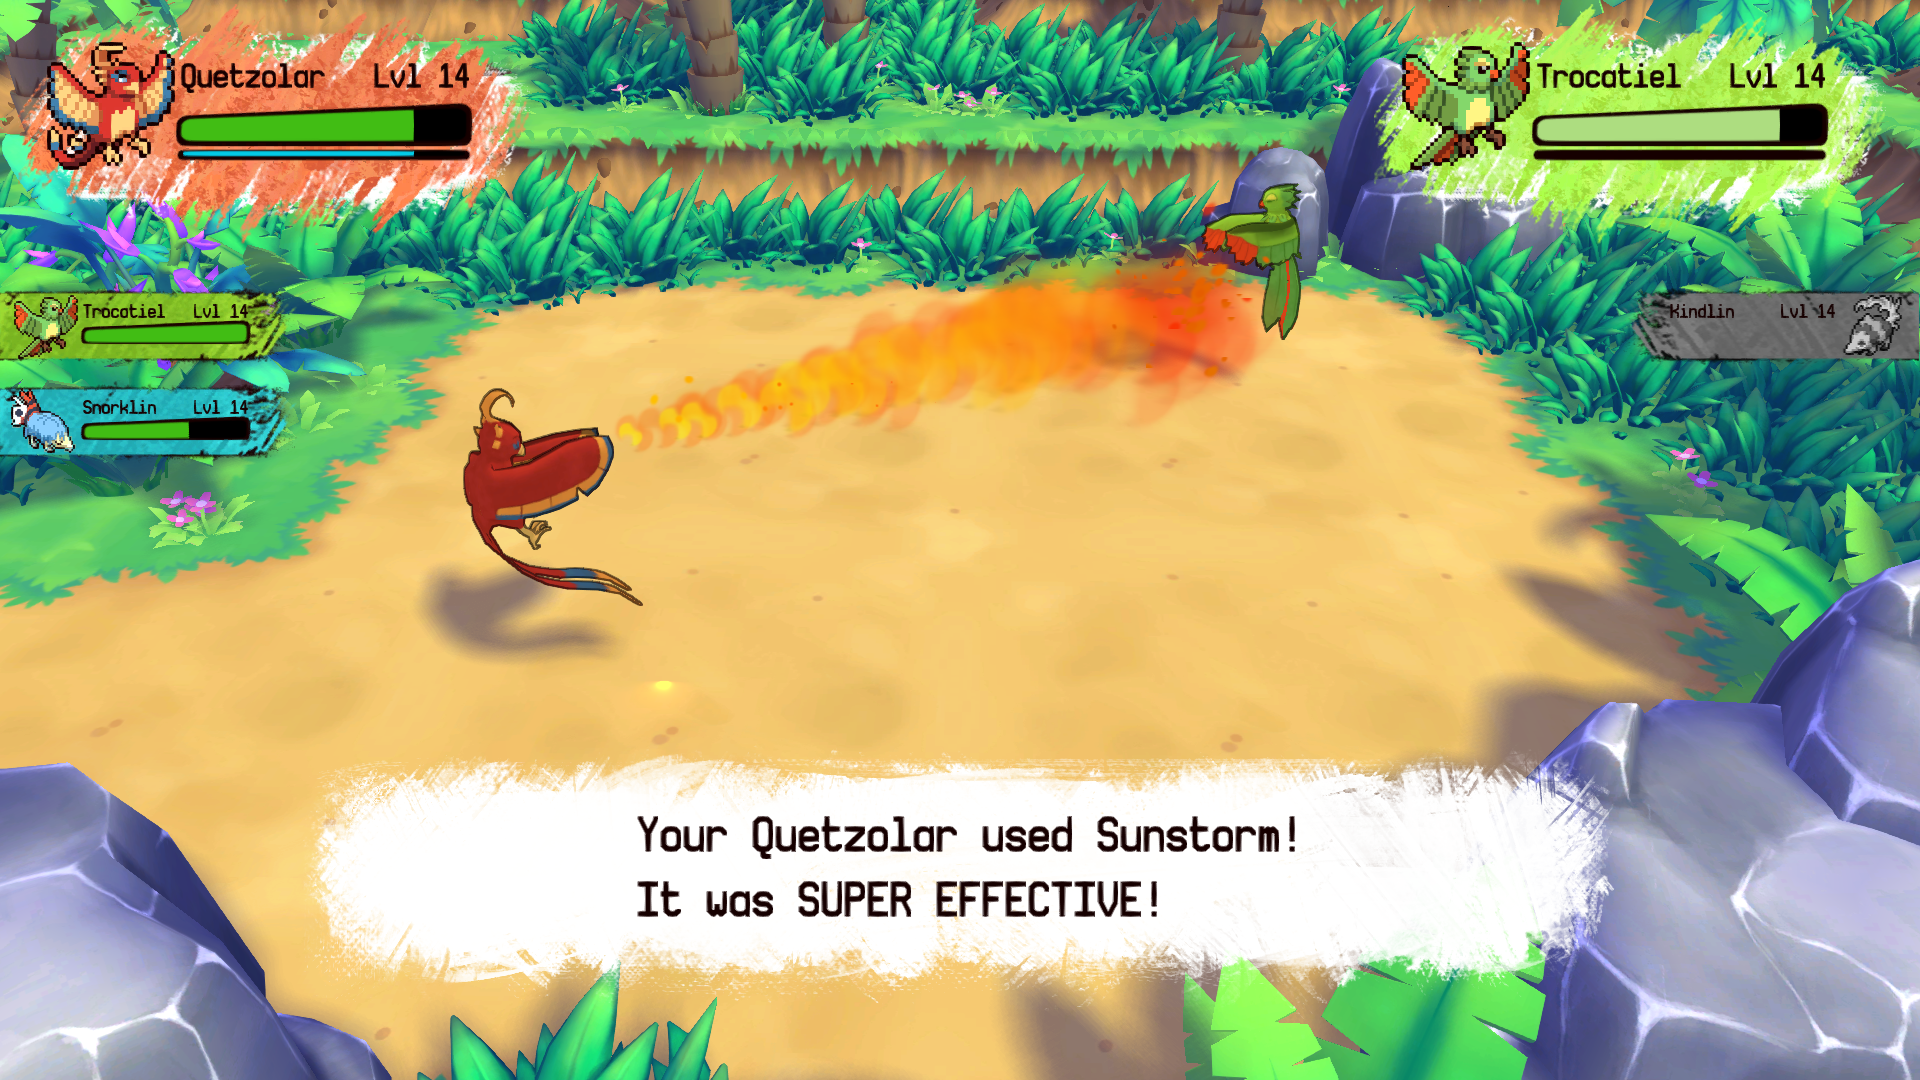 Quetzolar Lvl 14
Trocatiel Lvl 14
Trocatiel Lvl 14
Kindlin Lvl 14
Snorklin Lvl 14
Your Quetzolar used Sunstorm!
It was SUPER EFFECTIVE!